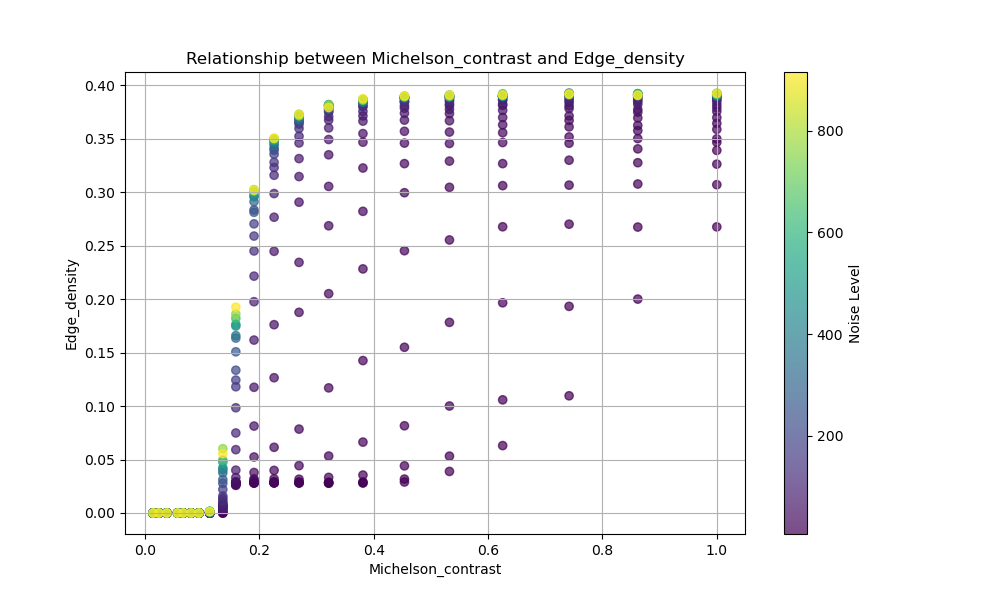 Relationship between Michelson_contrast and Edge_density
Edge_density
0.40
0.35
0.30
0.25
0.20
0.15
0.10
0.05
0.00
0.0 0.2 0.4 0.6 0.8 1.0
Michelson_contrast
800
600
400
200
Noise Level